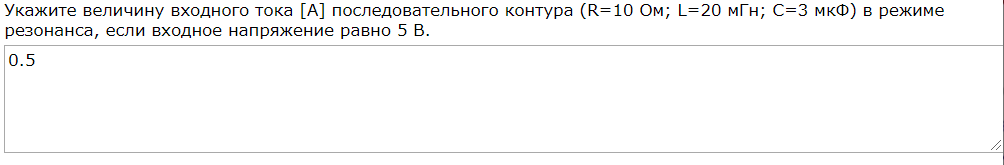 Укажите величину входного тока [А] последовательного контура (R=10 Ом; L=20 мГн; C=3 мкФ) в режиме
резонанса, если входное напряжение равно 5 В.
0.5